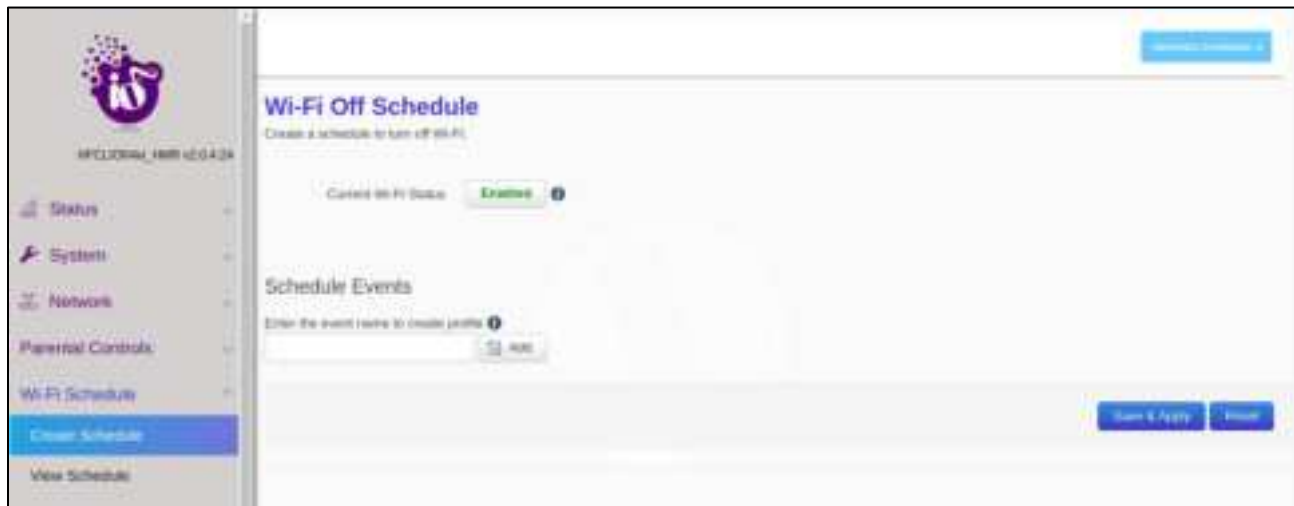 Wi-Fi Off Schedule
Create a schedule to turn off Wi-Fi.
Current Wi-Fi Status Enabled
Status
System
Network
Parental Controls
Wi-Fi Schedule
Create Schedule
View Schedule
Schedule Events
Enter the event name to create profile
Add
Save & Apply Reset